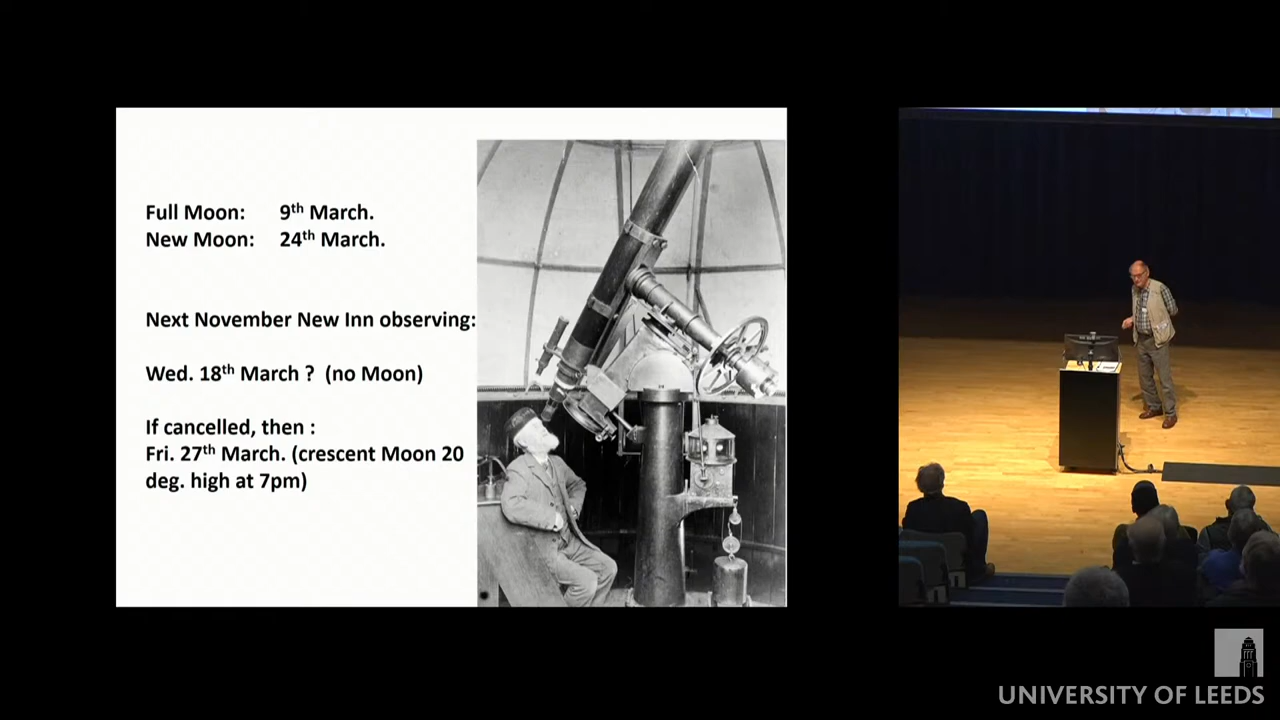 Full Moon: 9th March.
New Moon: 24th March.
Next November New Inn observing:
Wed. 18th March ? (no Moon)
If cancelled, then :
Fri. 27th March. (crescent Moon 20
deg. high at 7pm)
UNIVERSITY OF LEEDS